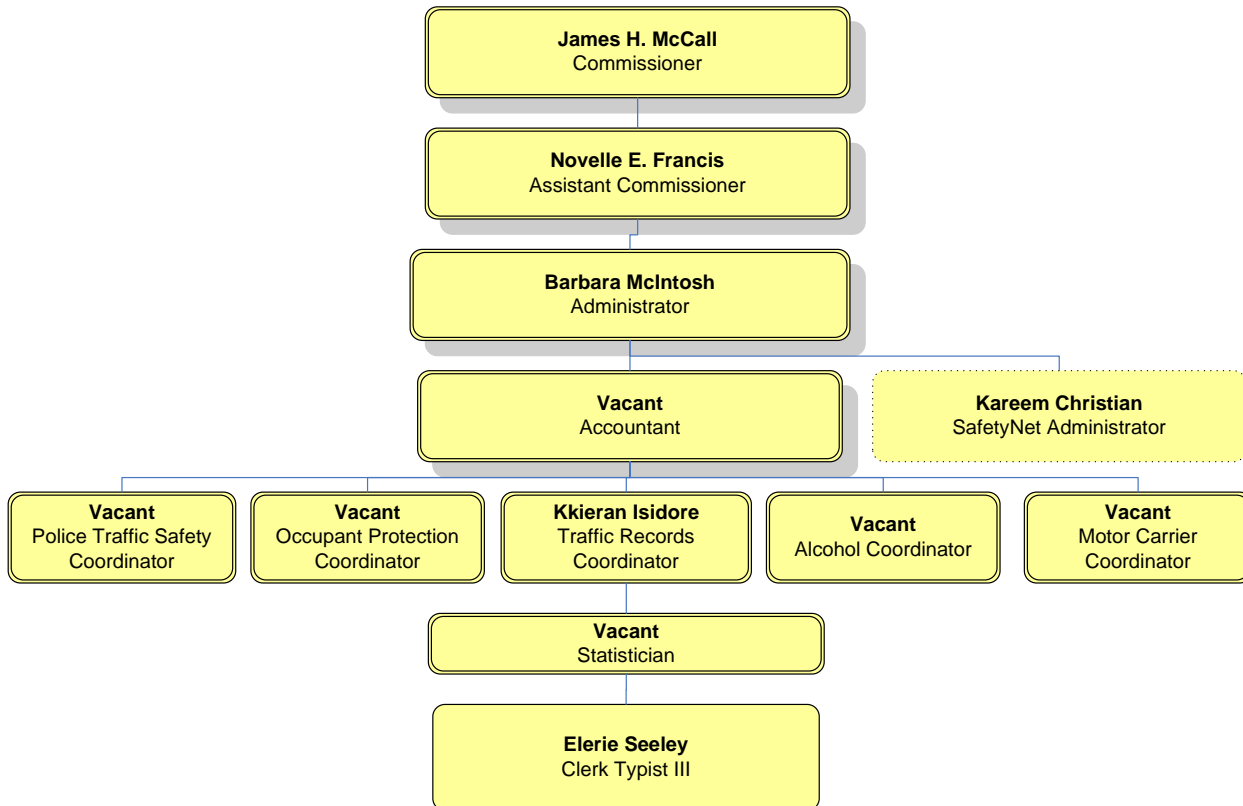 James H. McCall
Commissioner
Novelle E. Francis
Assistant Commissioner
Barbara McIntosh
Administrator
Vacant
Accountant
Kareem Christian
SafetyNet Administrator
Vacant
Police Traffic Safety
Coordinator
Vacant
Occupant Protection
Coordinator
Kkieran Isidore
Traffic Records
Coordinator
Vacant
Alcohol Coordinator
Vacant
Motor Carrier
Coordinator
Vacant
Statistician
Elerie Seeley
Clerk Typist III